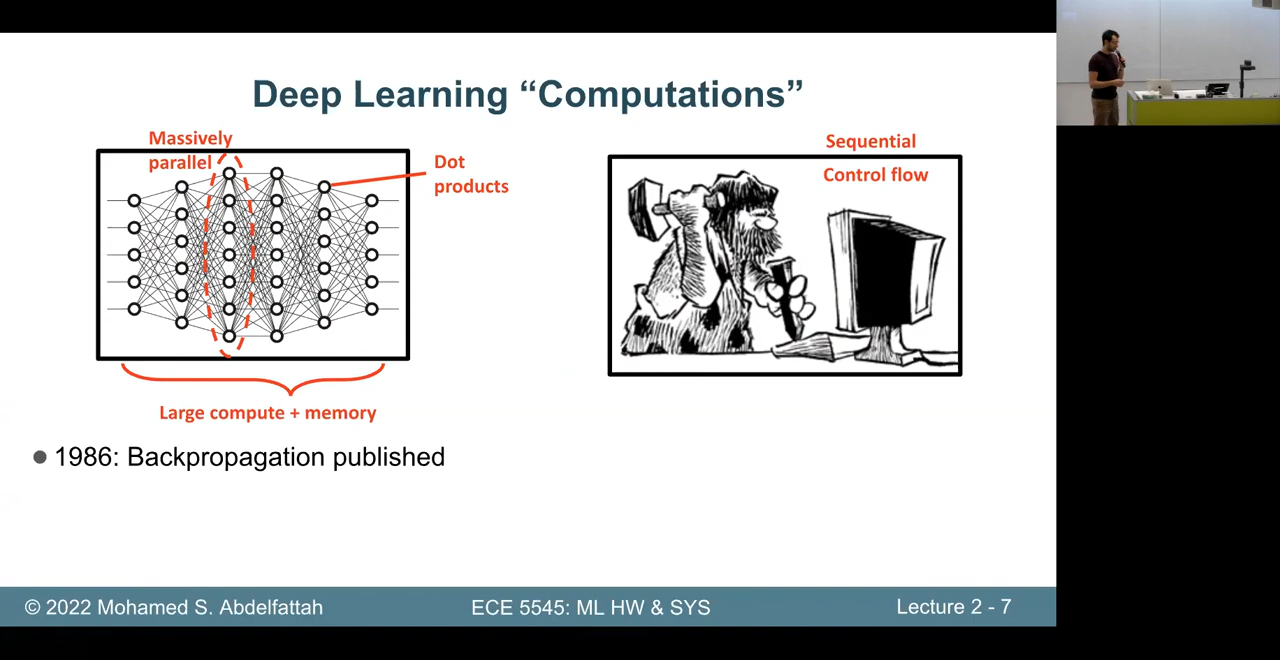 Deep Learning “Computations”
Massively
parallel
Dot
products
Large compute + memory
Sequential
Control flow
● 1986: Backpropagation published
© 2022 Mohamed S. Abdelfattah
ECE 5545: ML HW & SYS
Lecture 2 - 7